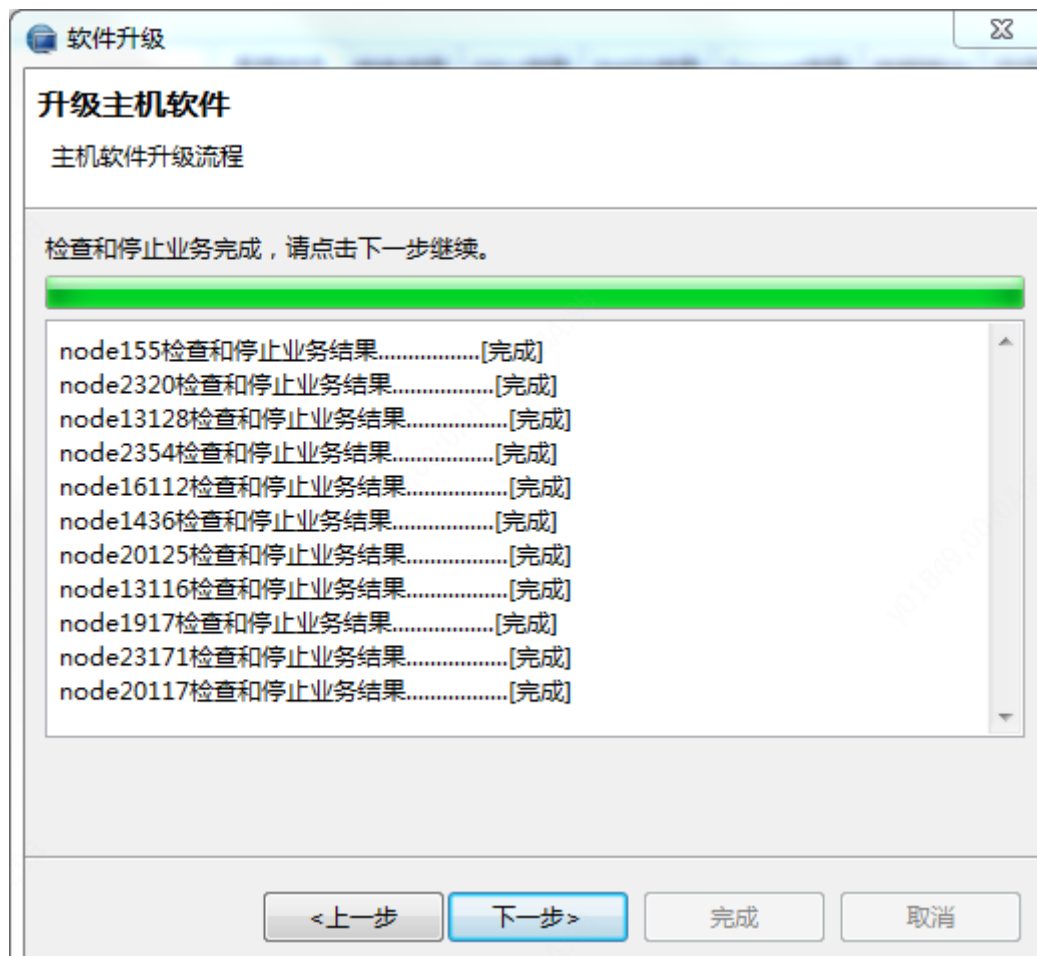 软件升级
升级主机软件
主机软件升级流程
检查和停止业务完成，请点击下一步继续。
node155检查和停止业务结果.................[完成]
node2320检查和停止业务结果.................[完成]
node13128检查和停止业务结果.................[完成]
node2354检查和停止业务结果.................[完成]
node16112检查和停止业务结果.................[完成]
node1436检查和停止业务结果.................[完成]
node20125检查和停止业务结果.................[完成]
node13116检查和停止业务结果.................[完成]
node1917检查和停止业务结果.................[完成]
node23171检查和停止业务结果.................[完成]
node20117检查和停止业务结果.................[完成]
<上一步 下一步> 完成 取消